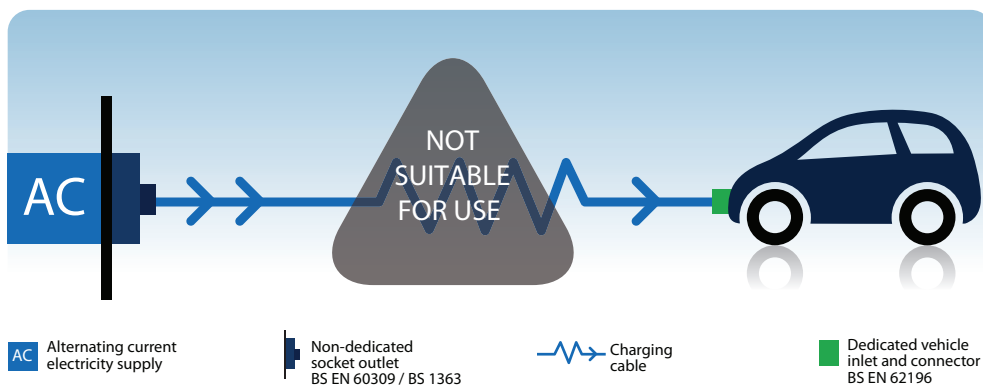 AC
NOT
SUITABLE
FOR USE
AC
Alternating current
electricity supply
Non-dedicated
socket outlet
BS EN 60309 / BS 1363
Charging
cable
Dedicated vehicle
inlet and connector
BS EN 62196